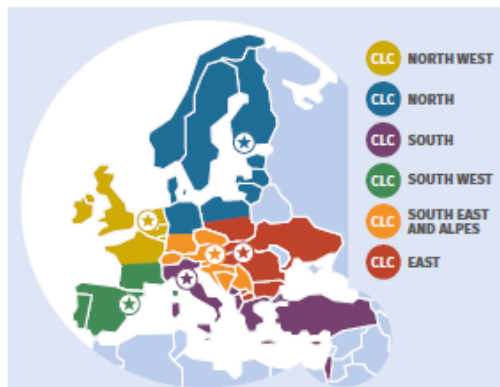 CLC NORTH WEST
CLC NORTH
CLC SOUTH
CLC SOUTH WEST
CLC SOUTH EAST
AND ALPES
CLC EAST